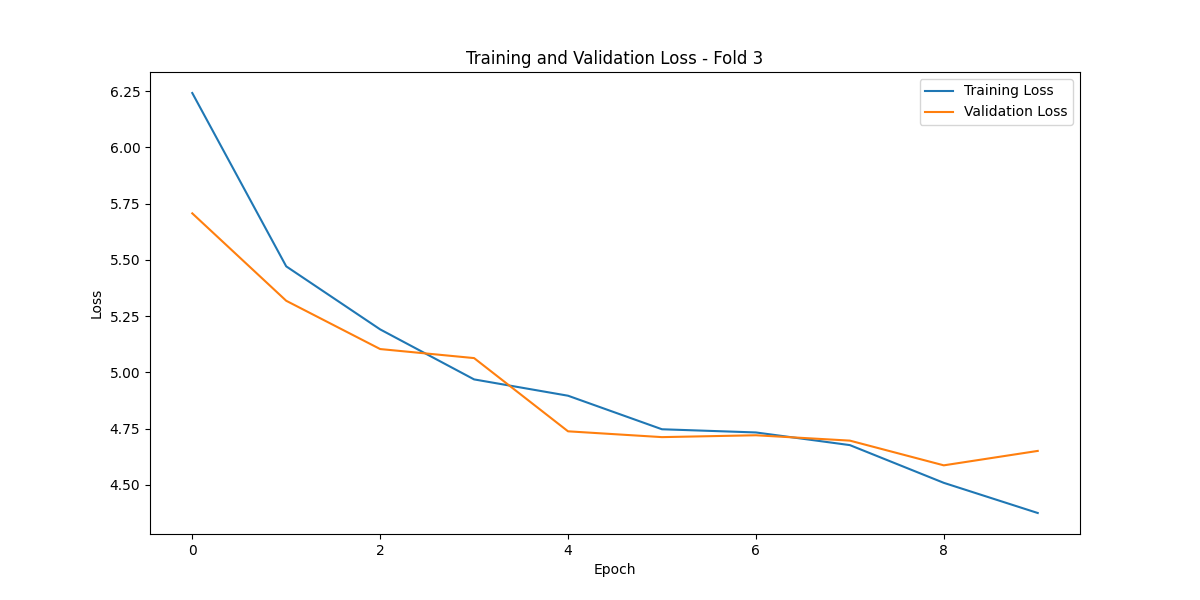 Training and Validation Loss - Fold 3
Training Loss
Validation Loss
Loss
6.25
6.00
5.75
5.50
5.25
5.00
4.75
4.50
0 2 4 6 8
Epoch